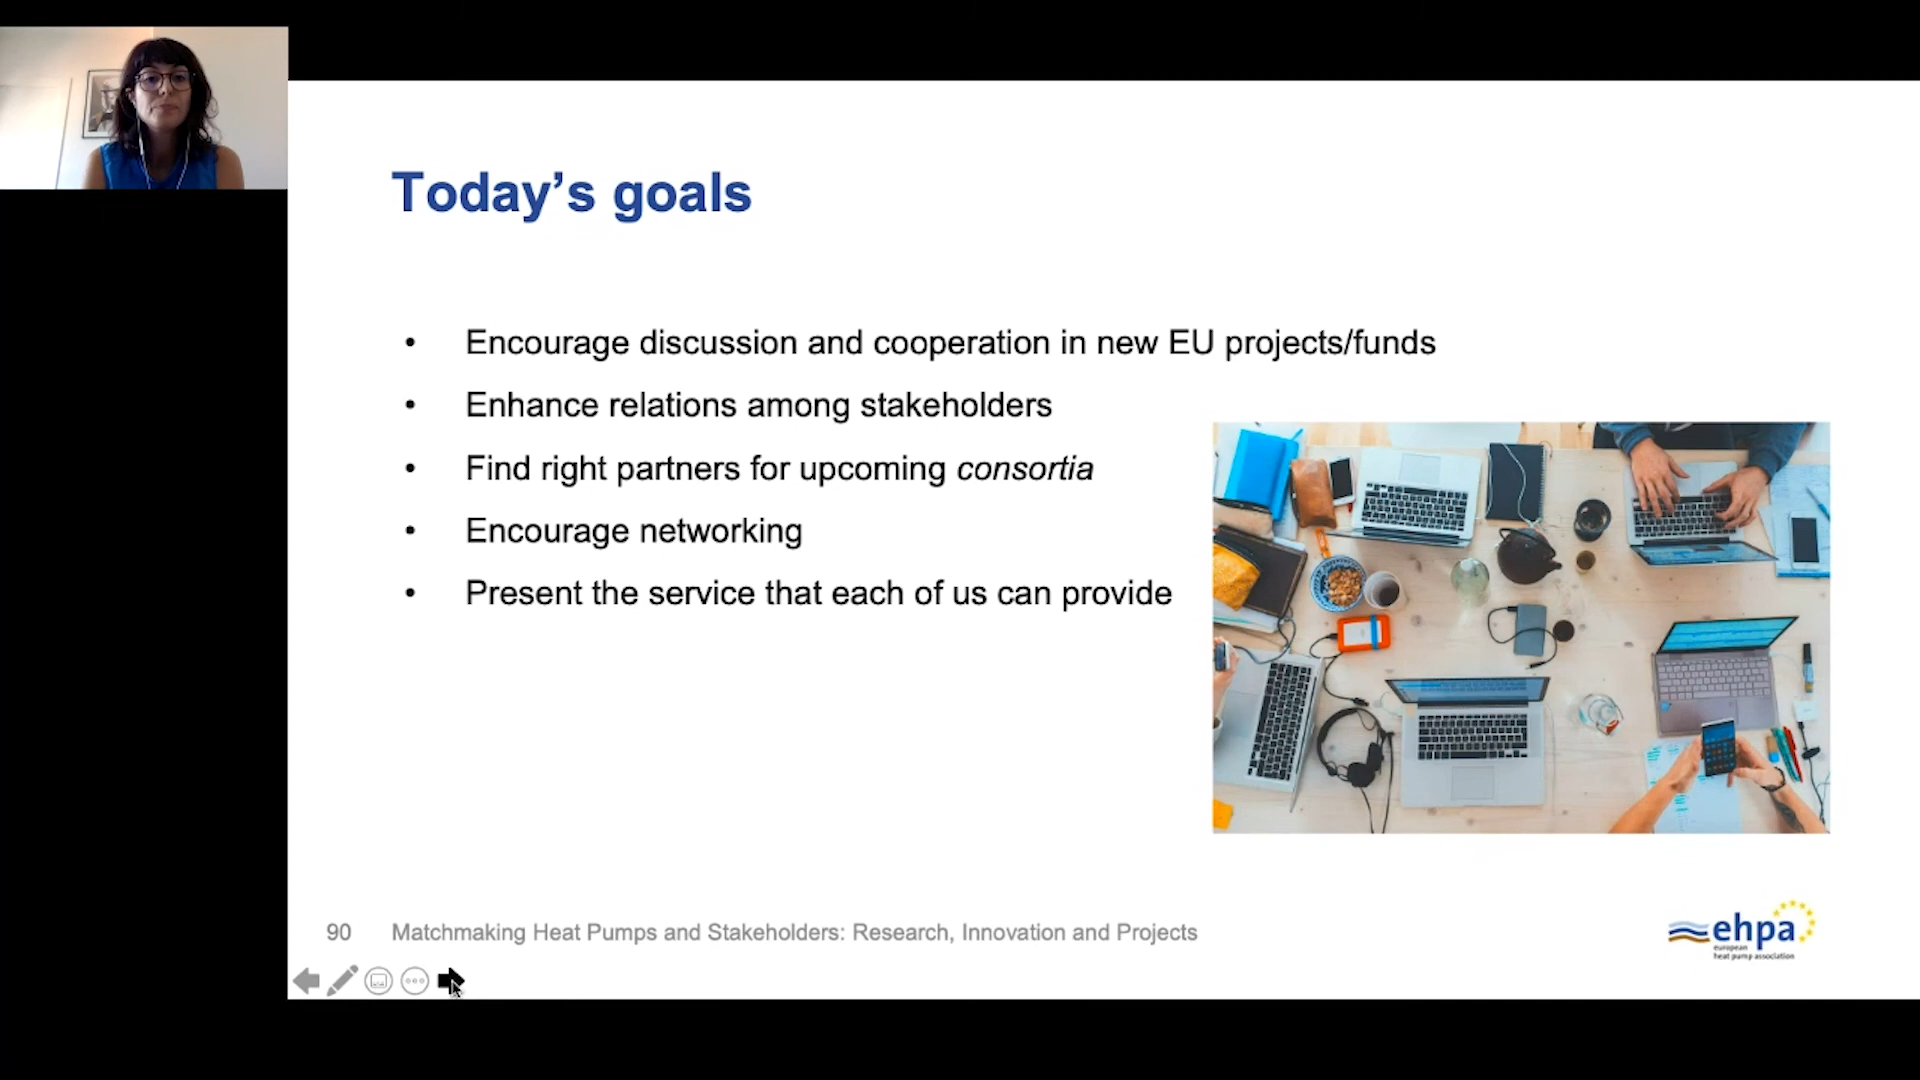 Today’s goals
• Encourage discussion and cooperation in new EU projects/funds
• Enhance relations among stakeholders
• Find right partners for upcoming consortia
• Encourage networking
• Present the service that each of us can provide
90 Matchmaking Heat Pumps and Stakeholders: Research, Innovation and Projects
ehpa
european
heat pump association